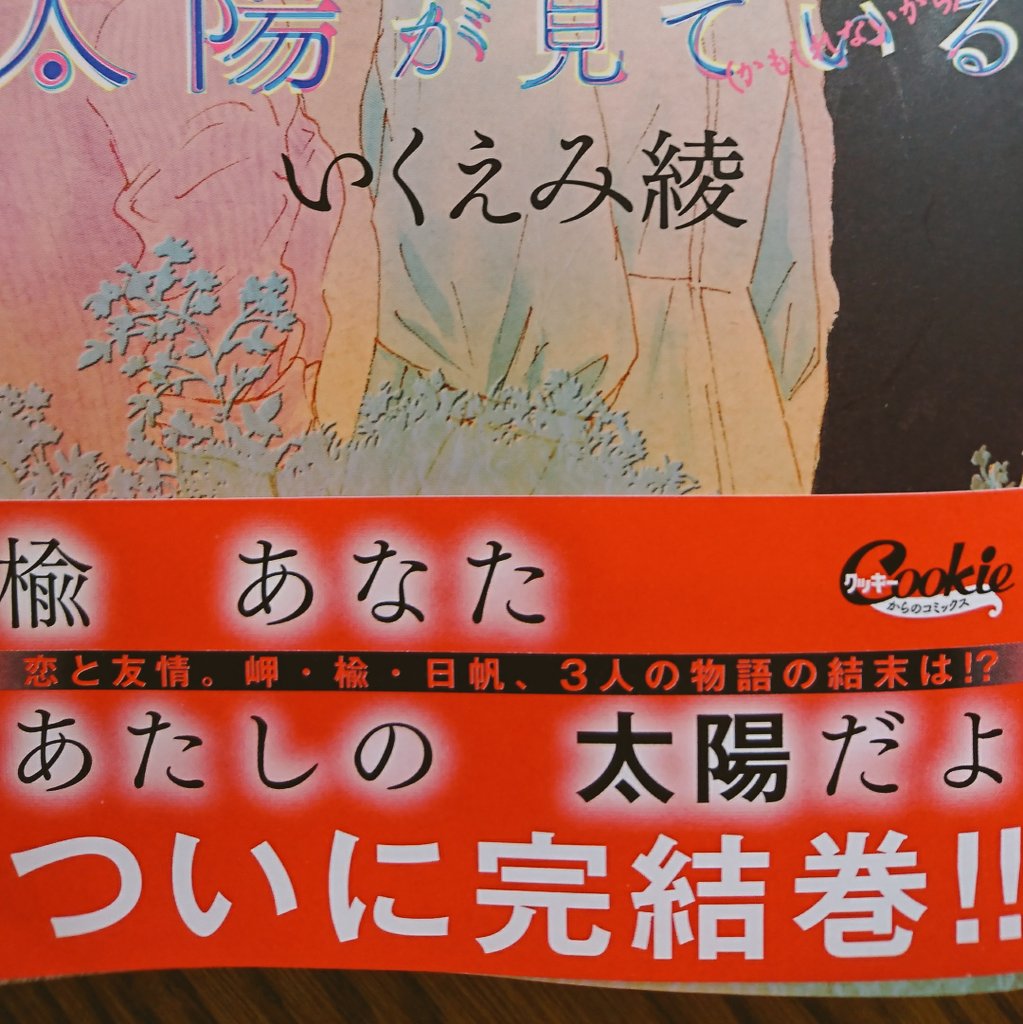 太陽が見ている
(かもしれないから)
いくえみ綾
楡 あなた
Cookie
クッキー
からのコミックス
恋と友情。岬・楡・日帆、3人の物語の結末は!?
あたしの 太陽だよ
ついに完結巻!!